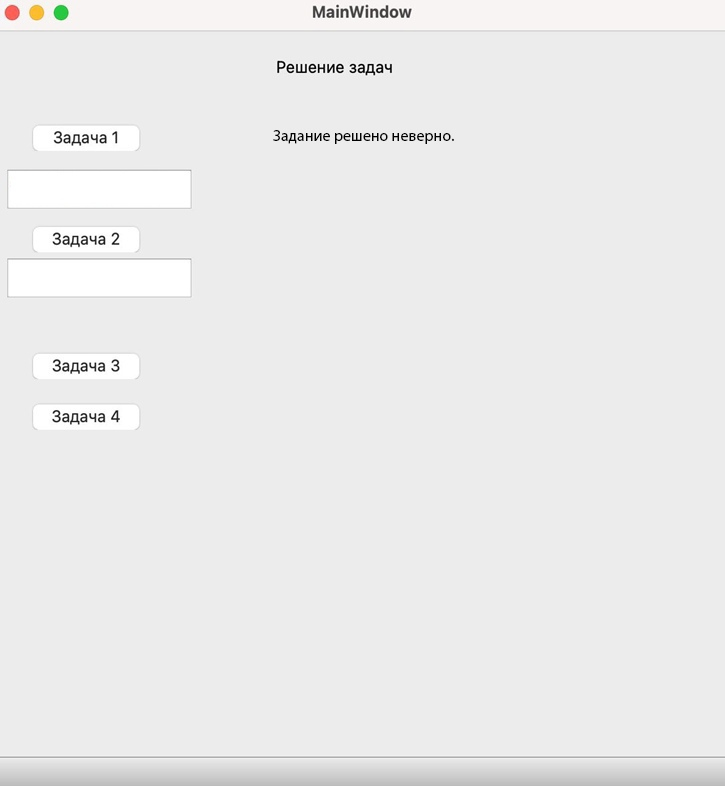 MainWindow
Решение задач
Задача 1
Задание решено неверно.
Задача 2
Задача 3
Задача 4